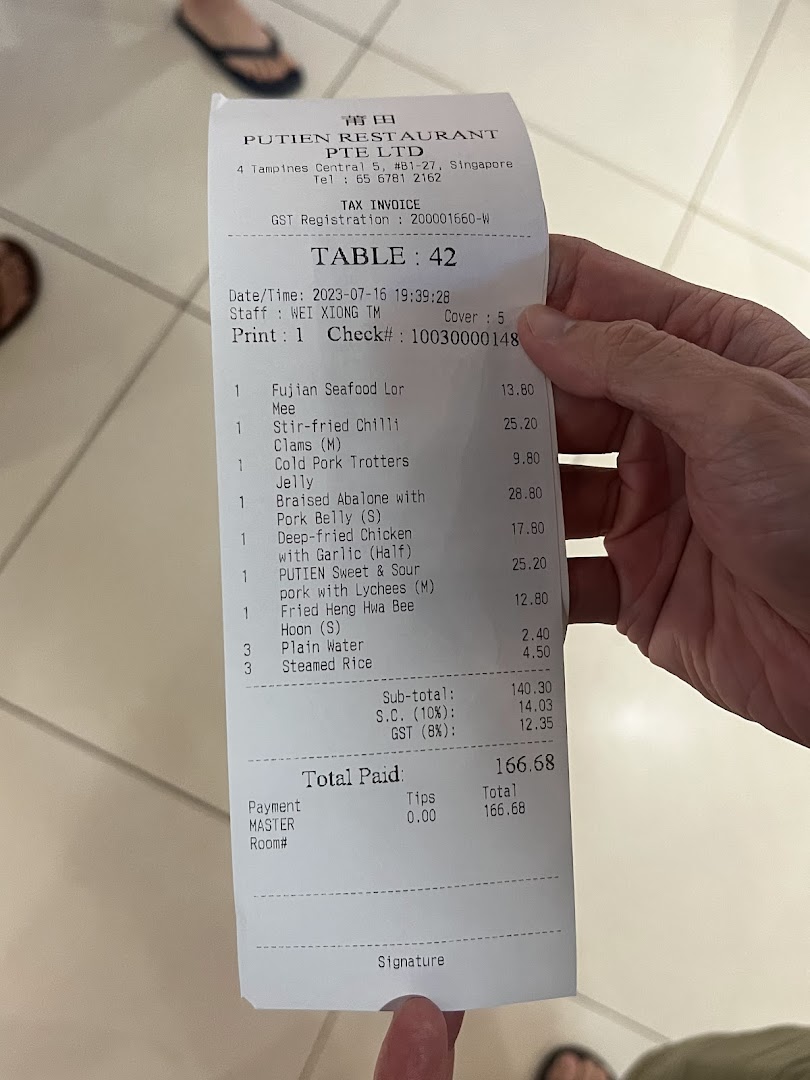 莆田
PUTIEN RESTAURANT
PTE LTD
4 Tampines Central 5, #B1-27, Singapore
Tel : 65 6781 2162
TAX INVOICE
GST Registration : 200001660-W
TABLE : 42
Date/Time: 2023-07-16 19:39:28
Staff : WEI XIONG TM Cover : 5
Print : 1 Check# : 10030000148
1 Fujian Seafood Lor 13.80
Mee
1 Stir-fried Chilli 25.20
Clams (M)
1 Cold Pork Trotters 9.80
Jelly
1 Braised Abalone with 28.80
Pork Belly (S)
1 Deep-fried Chicken 17.80
with Garlic (Half)
1 PUTIEN Sweet & Sour 25.20
pork with Lychees (M)
1 Fried Heng Hwa Bee 12.80
Hoon (S)
3 Plain Water 2.40
3 Steamed Rice 4.50
Sub-total: 140.30
S.C. (10%): 14.03
GST (8%): 12.35
Total Paid: 166.68
Payment Tips Total
MASTER 0.00 166.68
Room#
Signature